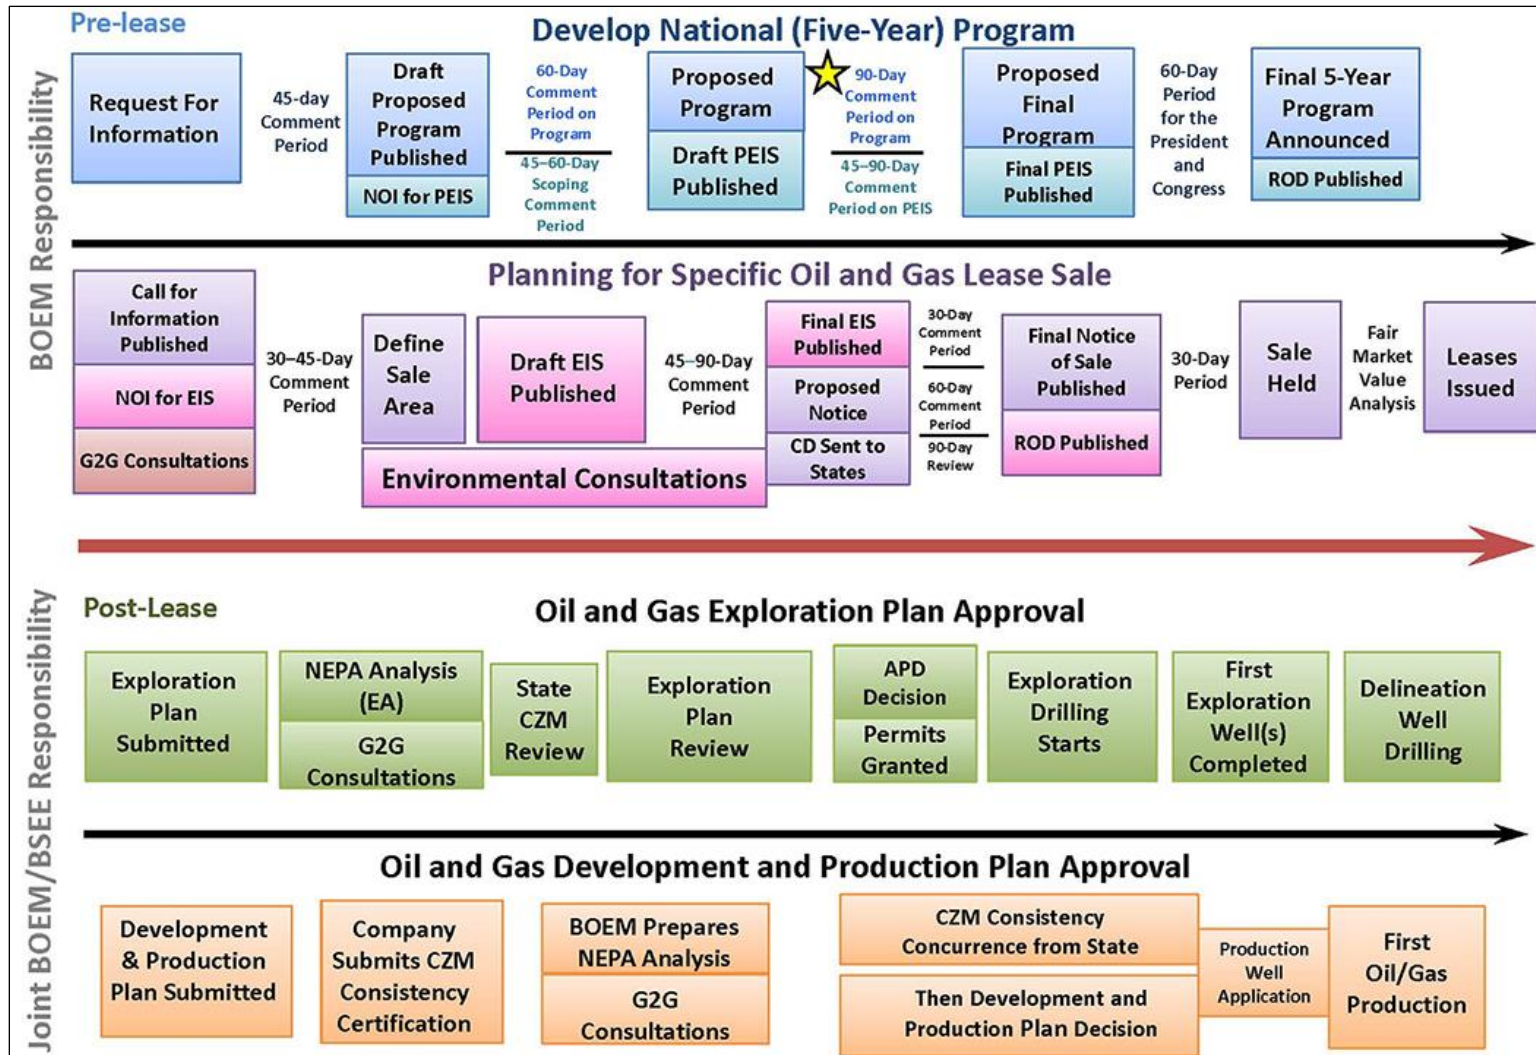 Pre-lease
Develop National (Five-Year) Program
BOEM Responsibility
Request For
Information
45-day
Comment
Period
Draft
Proposed
Program
Published
NOI for PEIS
60-Day
Comment
Period on
Program
45–60-Day
Scoping
Comment
Period
Proposed
Program
Draft PEIS
Published
90-Day
Comment
Period on
Program
45–90-Day
Comment
Period on PEIS
Proposed
Final
Program
Final PEIS
Published
60-Day
Period
for the
President
and
Congress
Final 5-Year
Program
Announced
ROD Published
Planning for Specific Oil and Gas Lease Sale
Call for
Information
Published
NOI for EIS
G2G Consultations
30–45-Day
Comment
Period
Define
Sale
Area
Draft EIS
Published
Environmental Consultations
45–90-Day
Comment
Period
Final EIS
Published
Proposed
Notice
CD Sent to
States
30-Day
Comment
Period
60-Day
Comment
Period
90-Day
Review
Final Notice
of Sale
Published
ROD Published
30-Day
Period
Sale
Held
Fair
Market
Value
Analysis
Leases
Issued
Joint BOEM/BSEE Responsibility
Post-Lease
Oil and Gas Exploration Plan Approval
Exploration
Plan
Submitted
NEPA Analysis
(EA)
G2G
Consultations
State
CZM
Review
Exploration
Plan
Review
APD
Decision
Permits
Granted
Exploration
Drilling
Starts
First
Exploration
Well(s)
Completed
Delineation
Well
Drilling
Oil and Gas Development and Production Plan Approval
Development
& Production
Plan Submitted
Company
Submits CZM
Consistency
Certification
BOEM Prepares
NEPA Analysis
G2G
Consultations
CZM Consistency
Concurrence from State
Then Development and
Production Plan Decision
Production
Well
Application
First
Oil/Gas
Production